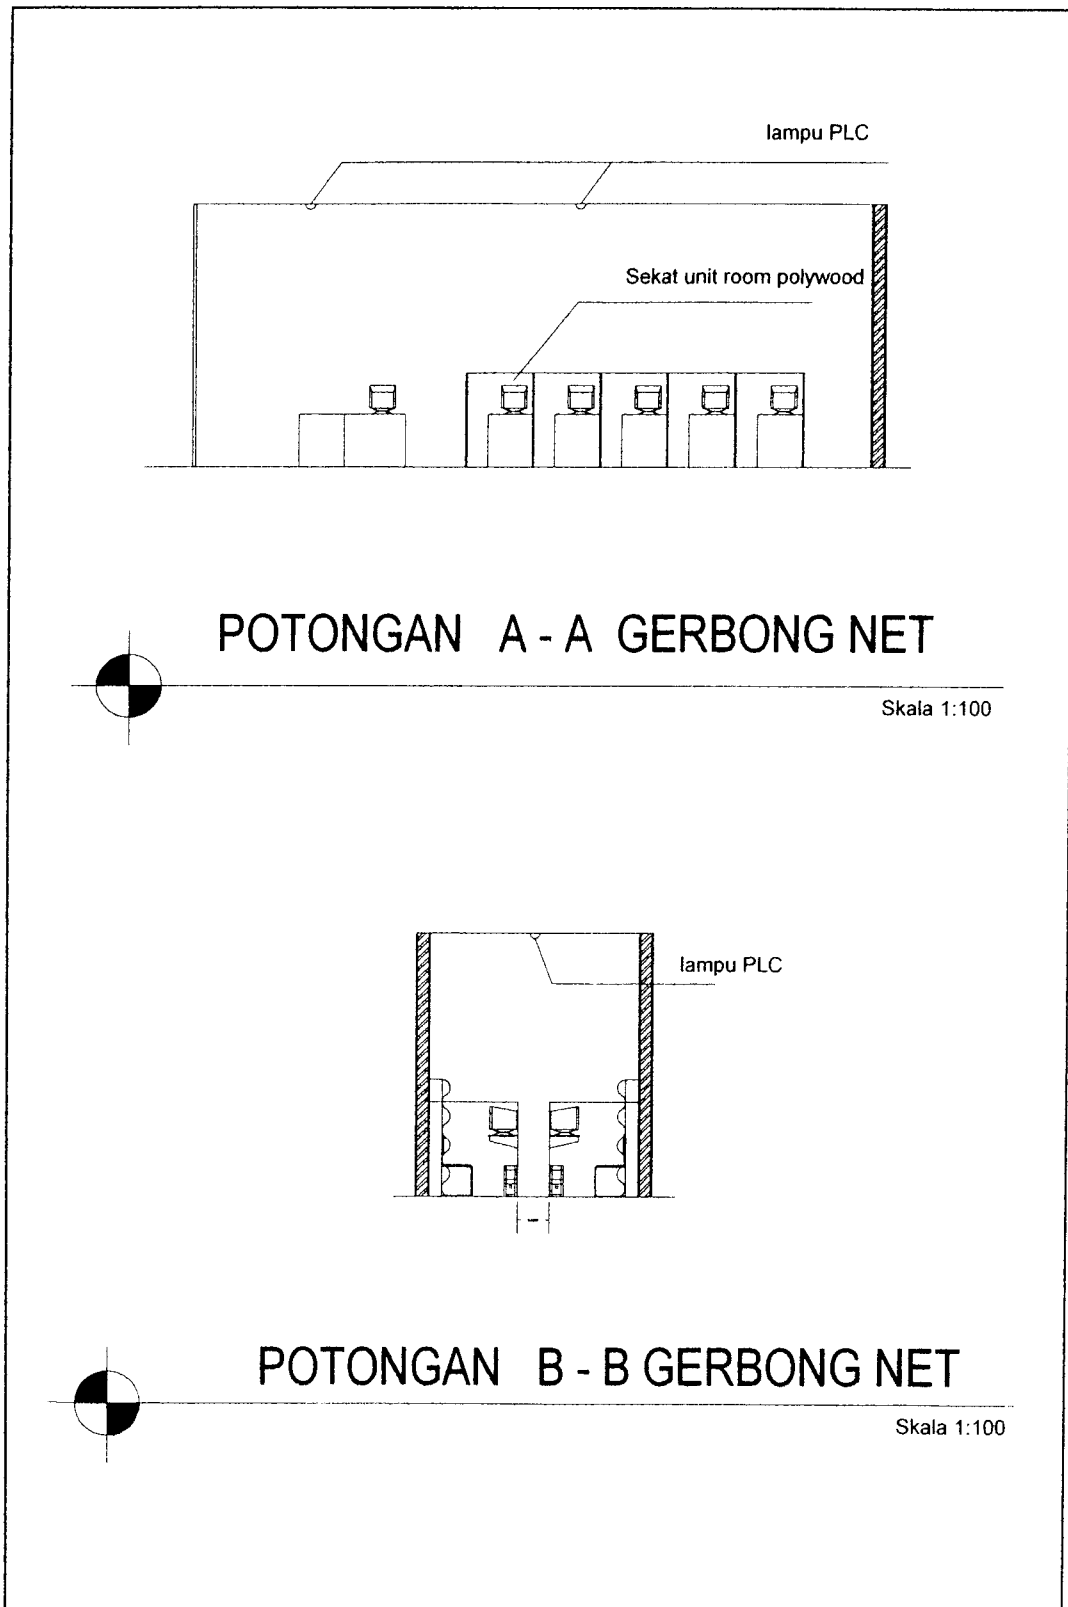 lampu PLC
Sekat unit room polywood
POTONGAN A - A GERBONG NET
Skala 1:100
lampu PLC
POTONGAN B - B GERBONG NET
Skala 1:100